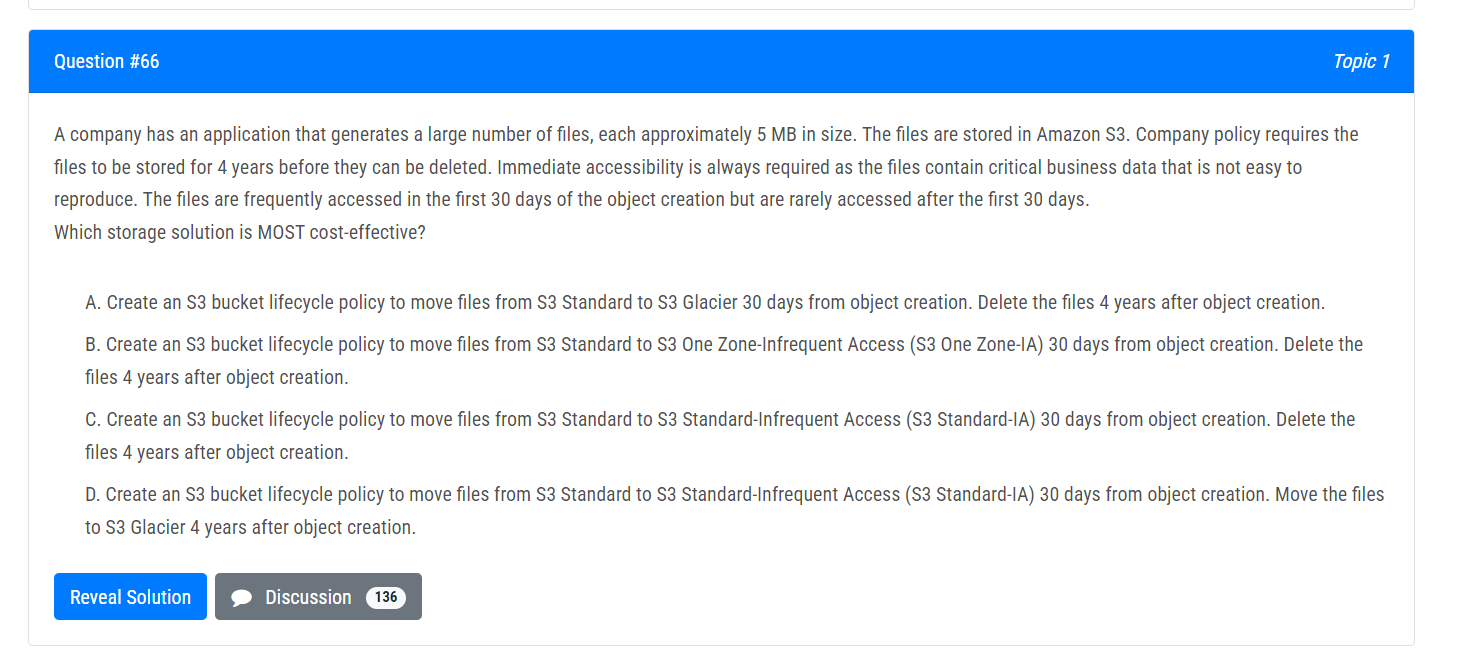 Question #66
Topic 1
A company has an application that generates a large number of files, each approximately 5 MB in size. The files are stored in Amazon S3. Company policy requires the
files to be stored for 4 years before they can be deleted. Immediate accessibility is always required as the files contain critical business data that is not easy to
reproduce. The files are frequently accessed in the first 30 days of the object creation but are rarely accessed after the first 30 days.
Which storage solution is MOST cost-effective?
A. Create an S3 bucket lifecycle policy to move files from S3 Standard to S3 Glacier 30 days from object creation. Delete the files 4 years after object creation.
B. Create an S3 bucket lifecycle policy to move files from S3 Standard to S3 One Zone-Infrequent Access (S3 One Zone-IA) 30 days from object creation. Delete the
files 4 years after object creation.
C. Create an S3 bucket lifecycle policy to move files from S3 Standard to S3 Standard-Infrequent Access (S3 Standard-IA) 30 days from object creation. Delete the
files 4 years after object creation.
D. Create an S3 bucket lifecycle policy to move files from S3 Standard to S3 Standard-Infrequent Access (S3 Standard-IA) 30 days from object creation. Move the files
to S3 Glacier 4 years after object creation.
Reveal Solution
Discussion 136